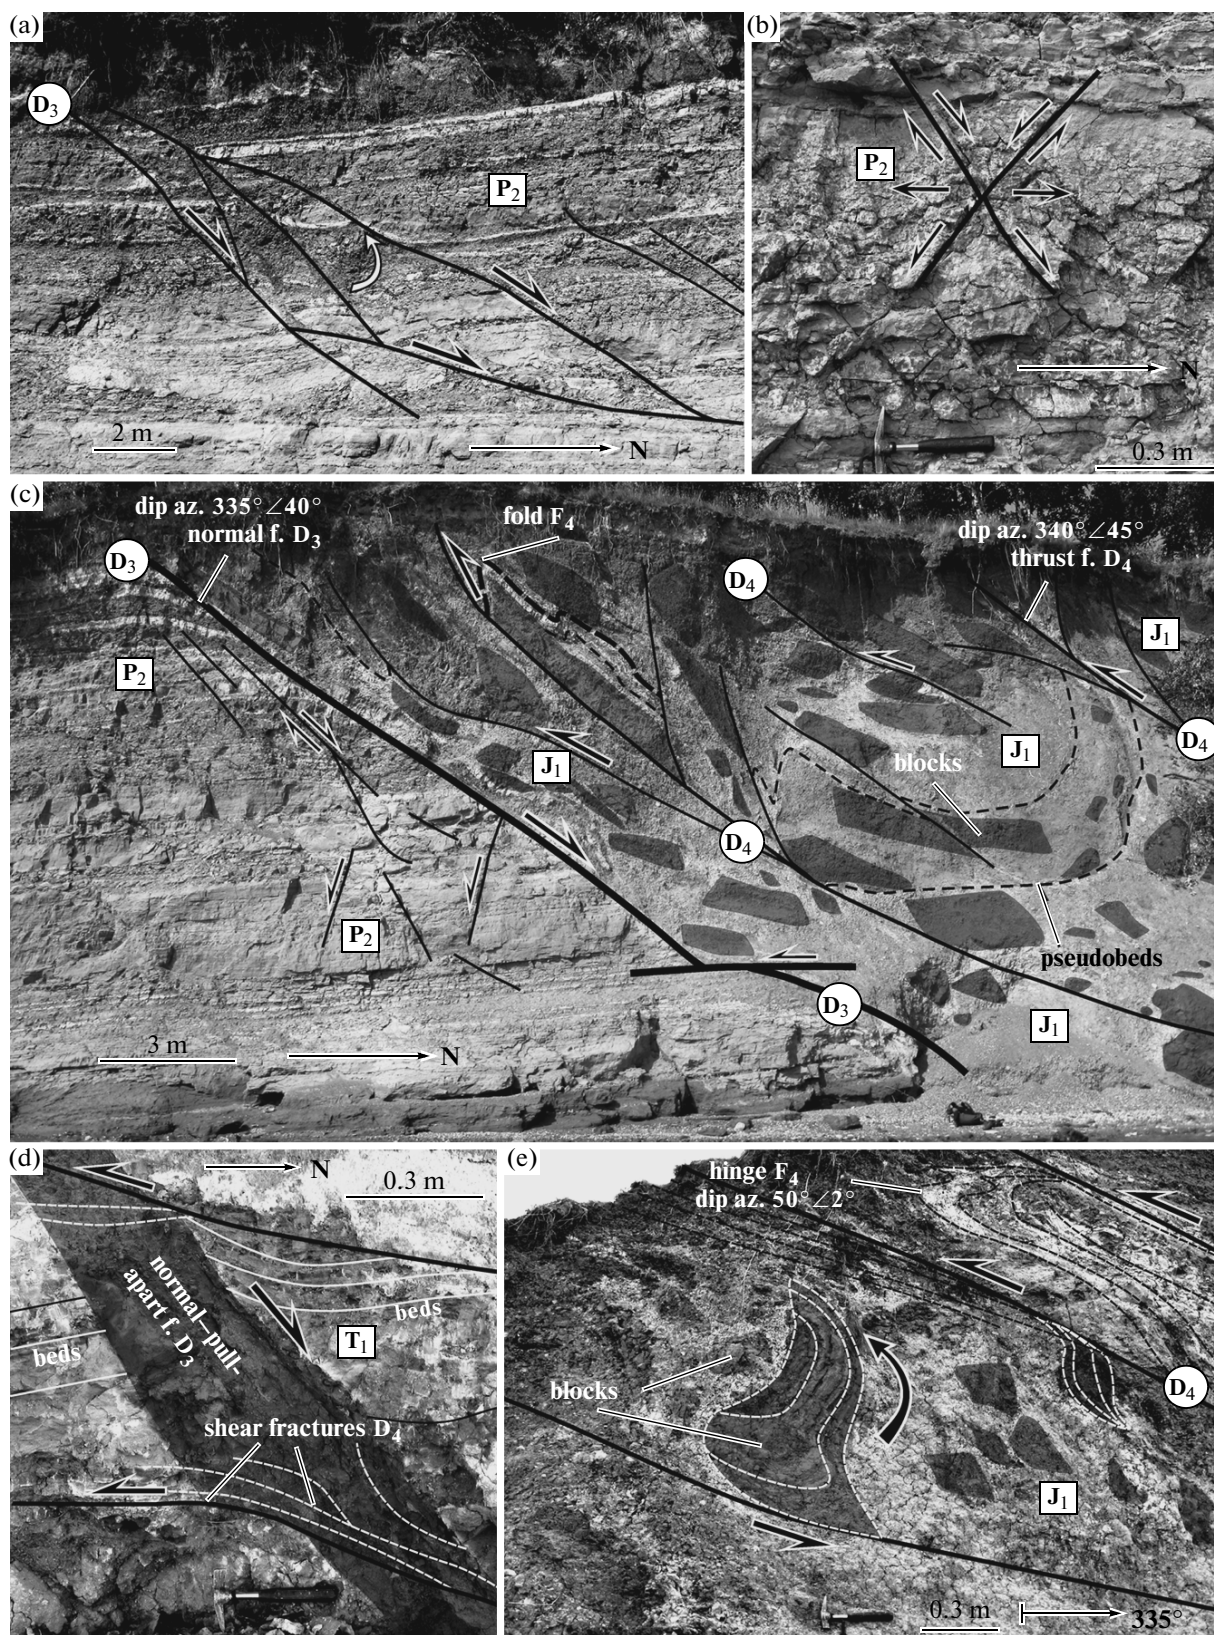 (a)
D3
P2
2 m
N
(b)
P2
N
0.3 m
(c)
dip az. 335°∠40°
normal f. D3
fold F4
dip az. 340°∠45°
thrust f. D4
D3
D4
J1
P2
J1
J1
D4
blocks
D4
P2
pseudobeds
D3
J1
3 m
N
(d)
N
0.3 m
normal–pull-
apart f. D3
beds
T1
beds
shear fractures D4
(e)
hinge F4
dip az. 50°∠2°
blocks
D4
J1
0.3 m
335°